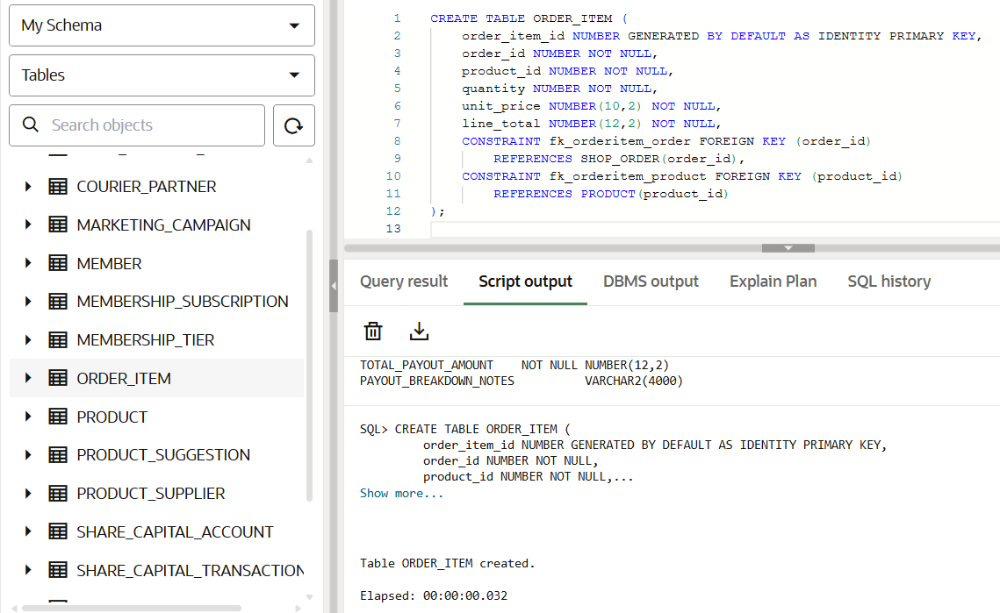 My Schema
Tables
Search objects
COURIER_PARTNER
MARKETING_CAMPAIGN
MEMBER
MEMBERSHIP_SUBSCRIPTION
MEMBERSHIP_TIER
ORDER_ITEM
PRODUCT
PRODUCT_SUGGESTION
PRODUCT_SUPPLIER
SHARE_CAPITAL_ACCOUNT
SHARE_CAPITAL_TRANSACTION
1 CREATE TABLE ORDER_ITEM (
2 order_item_id NUMBER GENERATED BY DEFAULT AS IDENTITY PRIMARY KEY,
3 order_id NUMBER NOT NULL,
4 product_id NUMBER NOT NULL,
5 quantity NUMBER NOT NULL,
6 unit_price NUMBER(10,2) NOT NULL,
7 line_total NUMBER(12,2) NOT NULL,
8 CONSTRAINT fk_orderitem_order FOREIGN KEY (order_id)
9 REFERENCES SHOP_ORDER(order_id),
10 CONSTRAINT fk_orderitem_product FOREIGN KEY (product_id)
11 REFERENCES PRODUCT(product_id)
12 );
13
Query result Script output DBMS output Explain Plan SQL history
TOTAL_PAYOUT_AMOUNT NOT NULL NUMBER(12,2)
PAYOUT_BREAKDOWN_NOTES VARCHAR2(4000)
SQL> CREATE TABLE ORDER_ITEM (
order_item_id NUMBER GENERATED BY DEFAULT AS IDENTITY PRIMARY KEY,
order_id NUMBER NOT NULL,
product_id NUMBER NOT NULL,...
Show more...
Table ORDER_ITEM created.
Elapsed: 00:00:00.032